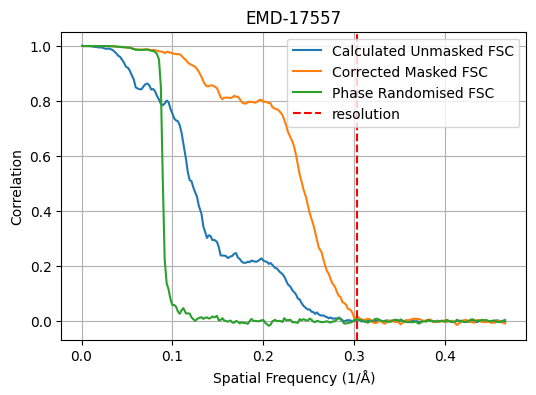 EMD-17557
Calculated Unmasked FSC
Corrected Masked FSC
Phase Randomised FSC
resolution
Correlation
1.0
0.8
0.6
0.4
0.2
0.0
0.0 0.1 0.2 0.3 0.4
Spatial Frequency (1/Å)